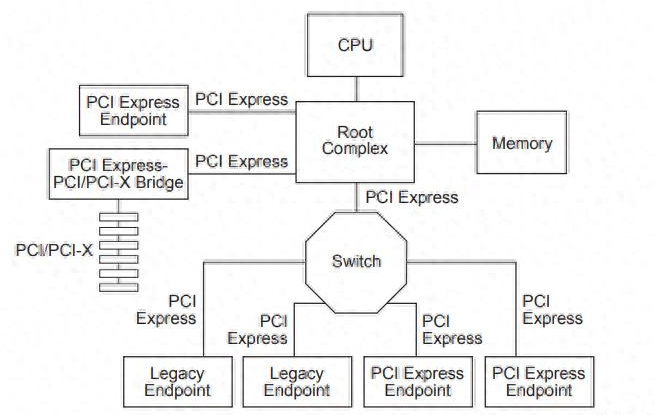 CPU
PCI Express
Endpoint
PCI Express
Root
Complex
Memory
PCI Express-
PCI/PCI-X Bridge
PCI Express
PCI Express
PCI/PCI-X
Switch
PCI
Express
PCI
Express
PCI
Express
PCI
Express
Legacy
Endpoint
Legacy
Endpoint
PCI Express
Endpoint
PCI Express
Endpoint